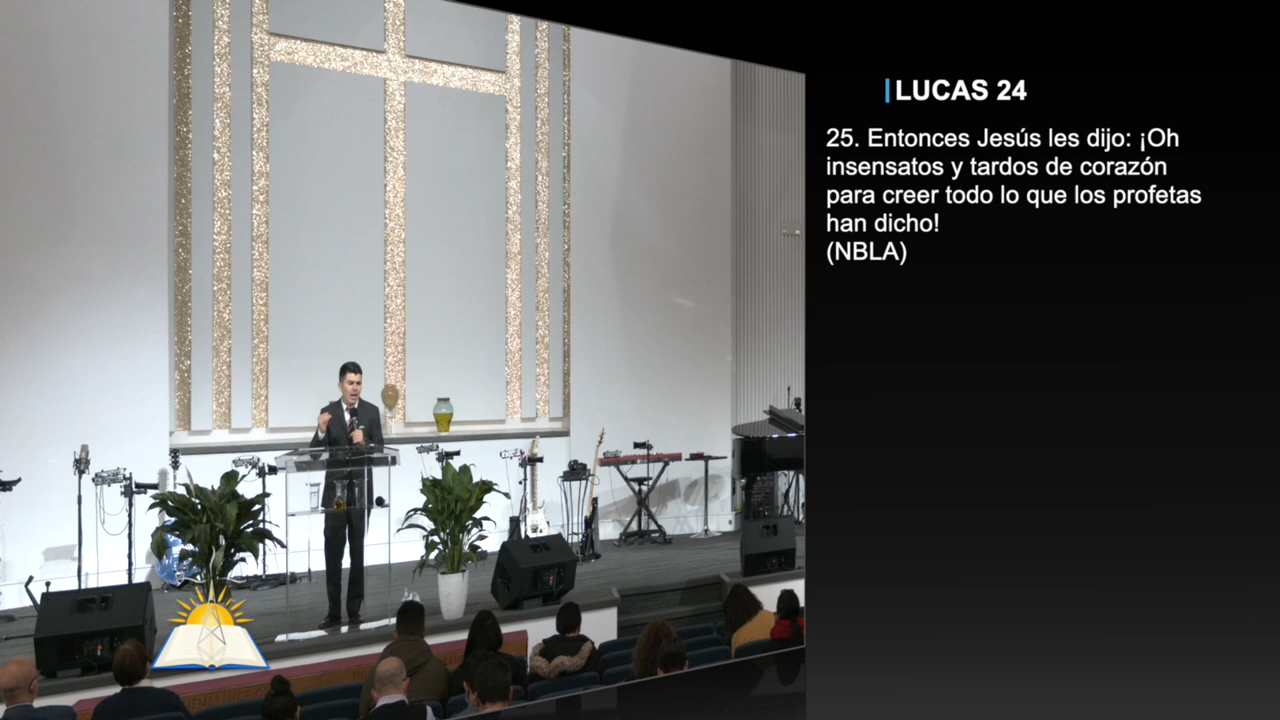 LUCAS 24
25. Entonces Jesús les dijo: ¡Oh
insensatos y tardos de corazón
para creer todo lo que los profetas
han dicho!
(NBLA)